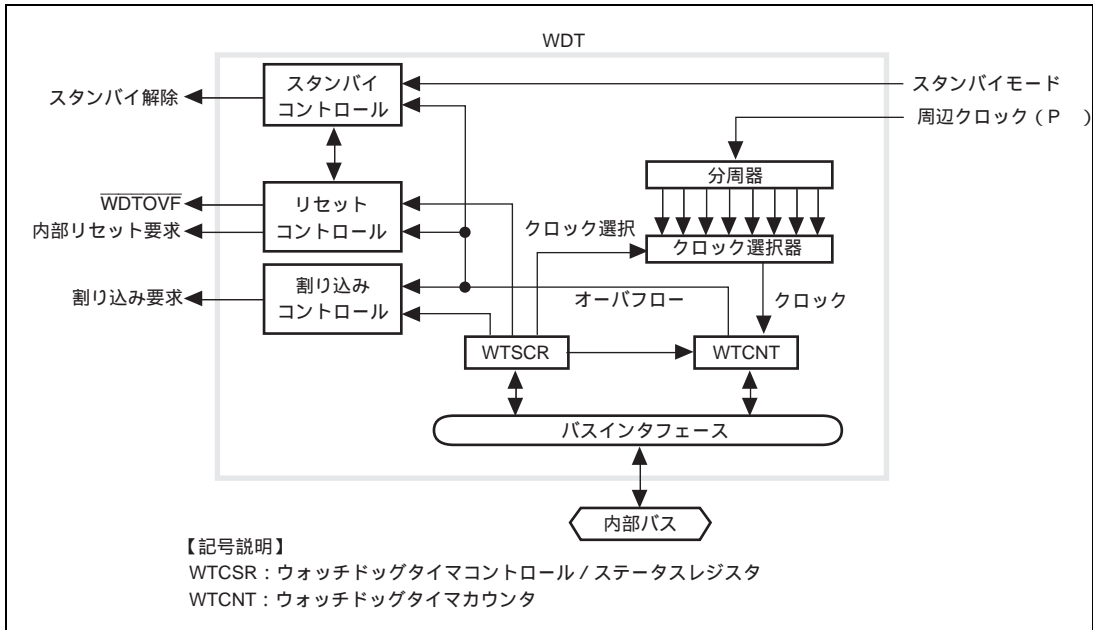 WDT
スタンバイ解除
スタンバイ
コントロール
スタンバイモード
周辺クロック ( P   )
分周器
WDTOVF
内部リセット要求
リセット
コントロール
クロック選択
クロック選択器
割り込み要求
割り込み
コントロール
オーバフロー
クロック
WTSCR
WTCNT
バスインタフェース
内部バス
【記号説明】
WTCSR : ウォッチドッグタイマコントロール / ステータスレジスタ
WTCNT : ウォッチドッグタイマカウンタ